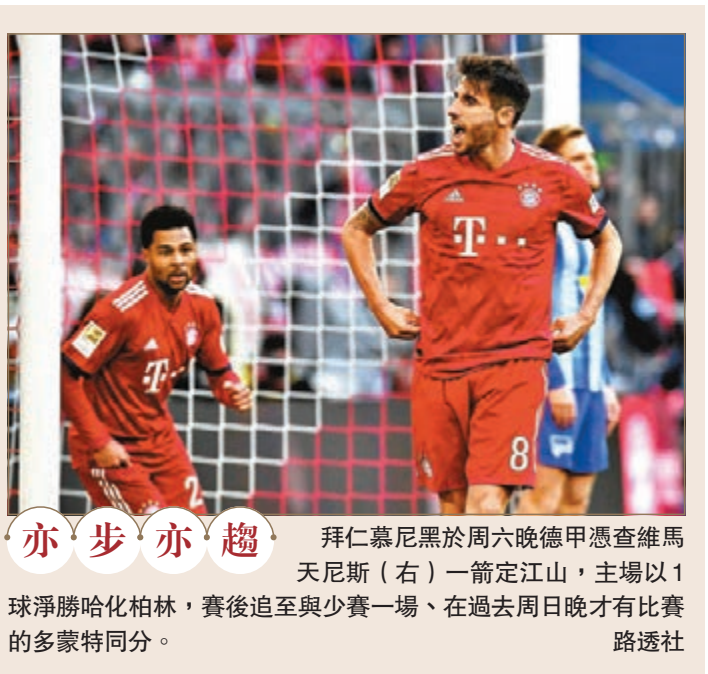 T
8
T
2
亦步亦趨
拜仁慕尼黑於周六晚德甲憑查維馬
天尼斯（右）一箭定江山，主場以1
球淨勝哈化柏林，賽後追至與少賽一場、在過去周日晚才有比賽
的多蒙特同分。 路透社